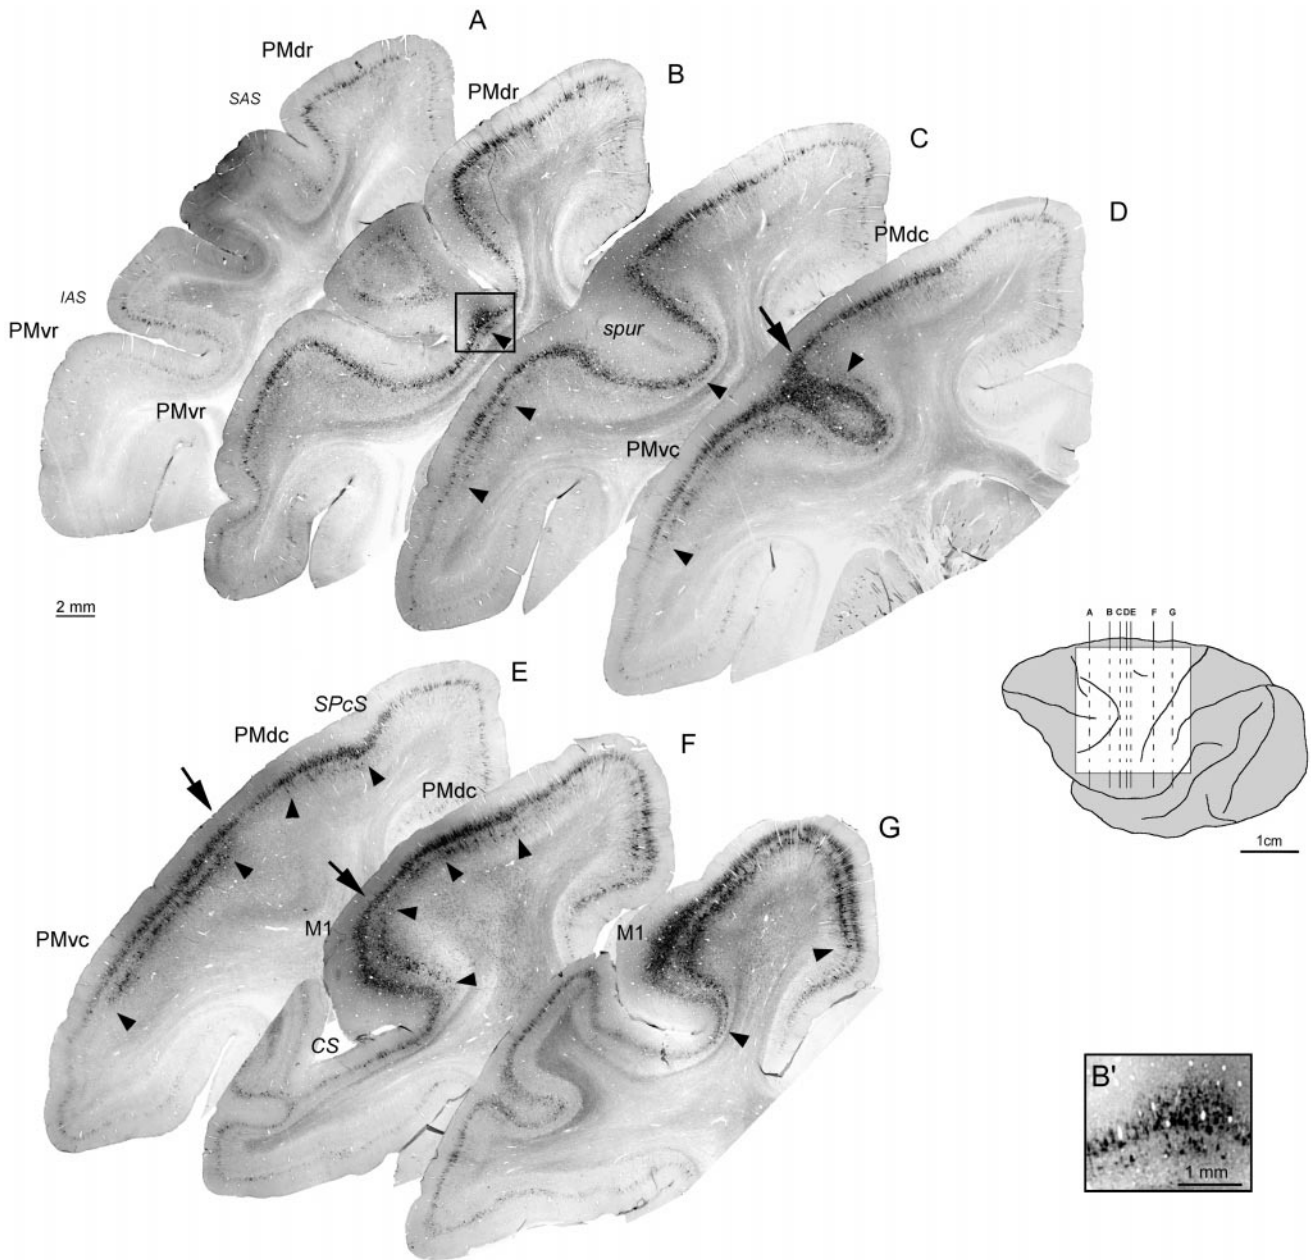 A
PMdr
SAS
IAS
PMvr
B
PMdr
PMvr
C
spur
D
PMdc
PMvc
2 mm
A B C D E F G
1cm
E
SPcS
PMdc
PMvc
F
PMdc
M1
CS
G
M1
B'
1 mm